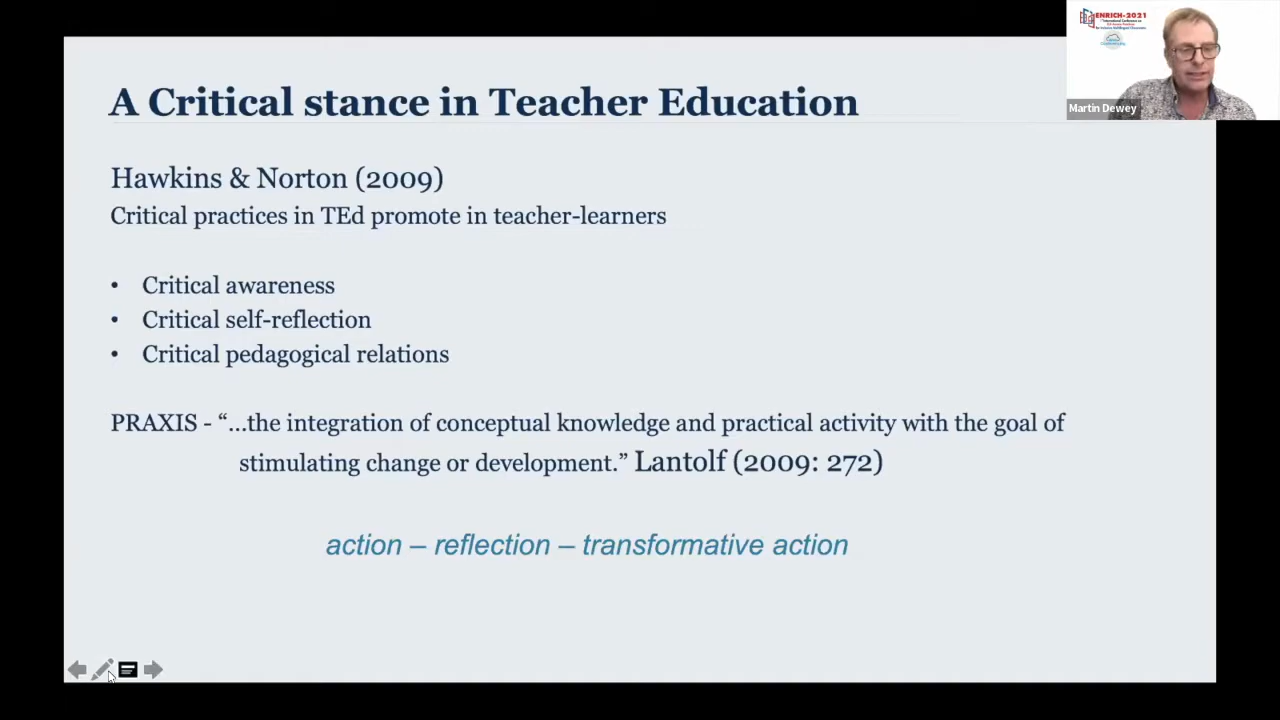 A Critical stance in Teacher Education
Hawkins & Norton (2009)
Critical practices in TEd promote in teacher-learners
• Critical awareness
• Critical self-reflection
• Critical pedagogical relations
PRAXIS - “…the integration of conceptual knowledge and practical activity with the goal of
stimulating change or development.” Lantolf (2009: 272)
action – reflection – transformative action
ENRICH-2021
Martin Dewey